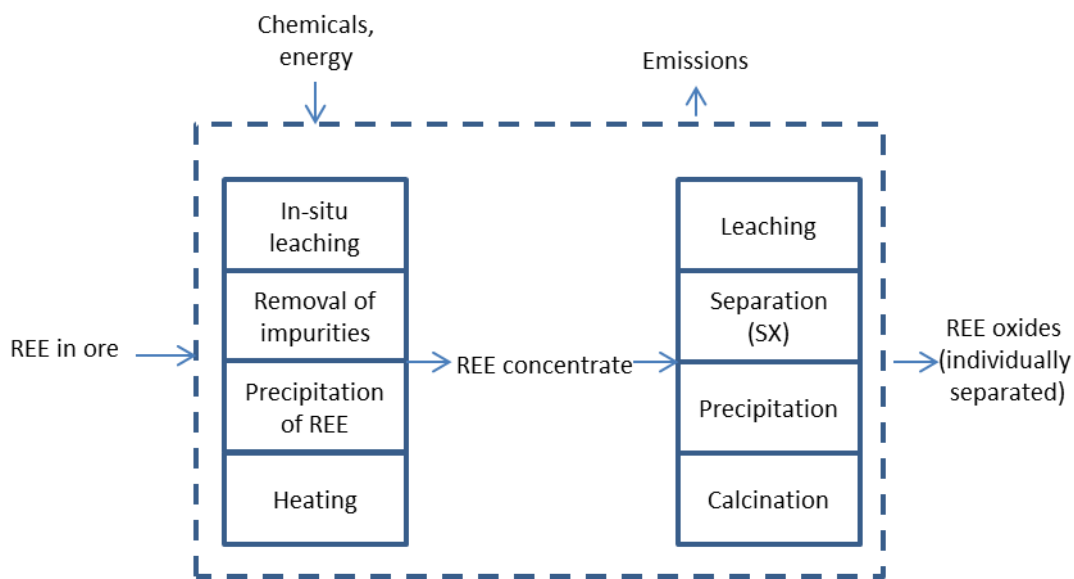 Chemicals,
energy
Emissions
REE in ore
In-situ
leaching
Removal of
impurities
Precipitation
of REE
Heating
REE concentrate
Leaching
Separation
(SX)
Precipitation
Calcination
REE oxides
(individually
separated)